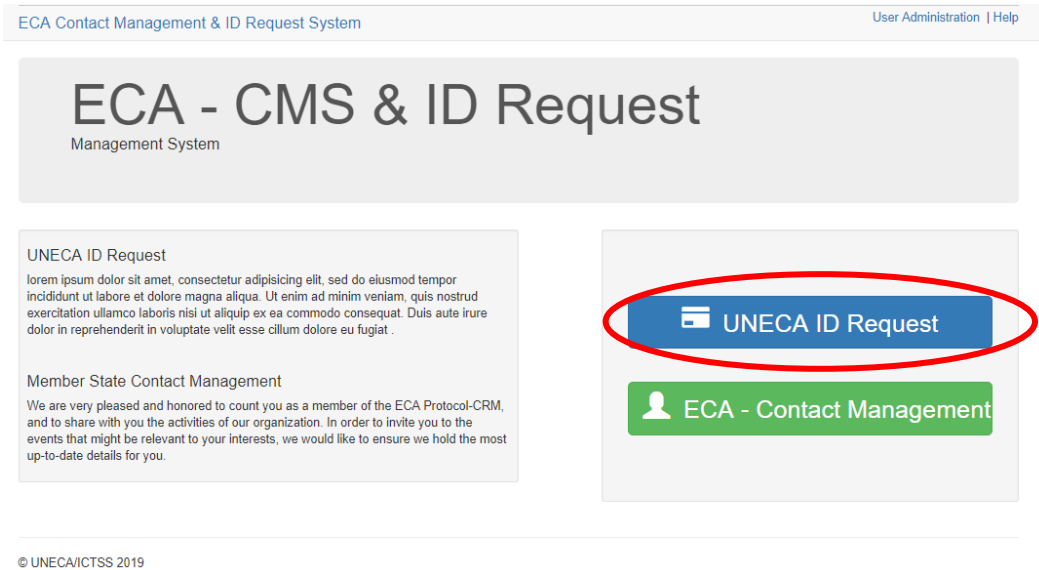 ECA Contact Management & ID Request System
User Administration | Help
ECA - CMS & ID Request
Management System
UNECA ID Request
lorem ipsum dolor sit amet, consectetur adipisicing elit, sed do eiusmod tempor
incididunt ut labore et dolore magna aliqua. Ut enim ad minim veniam, quis nostrud
exercitation ullamco laboris nisi ut aliquip ex ea commodo consequat. Duis aute irure
dolor in reprehenderit in voluptate velit esse cillum dolore eu fugiat .
Member State Contact Management
We are very pleased and honored to count you as a member of the ECA Protocol-CRM,
and to share with you the activities of our organization. In order to invite you to the
events that might be relevant to your interests, we would like to ensure we hold the most
up-to-date details for you.
UNECA ID Request
ECA - Contact Management
© UNECA/ICTSS 2019